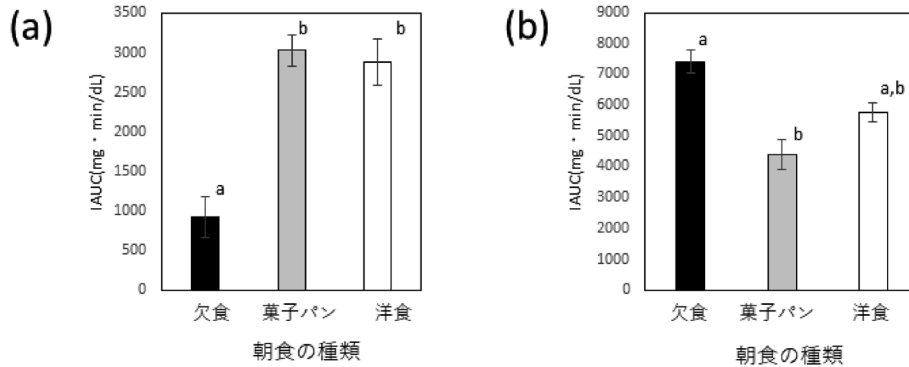 (a)
IAUC(mg・min/dL)
3500
3000
2500
2000
1500
1000
500
0
a
b
b
欠食
菓子パン
洋食
朝食の種類
(b)
IAUC(mg・min/dL)
9000
8000
7000
6000
5000
4000
3000
2000
1000
0
a
b
a,b
欠食
菓子パン
洋食
朝食の種類